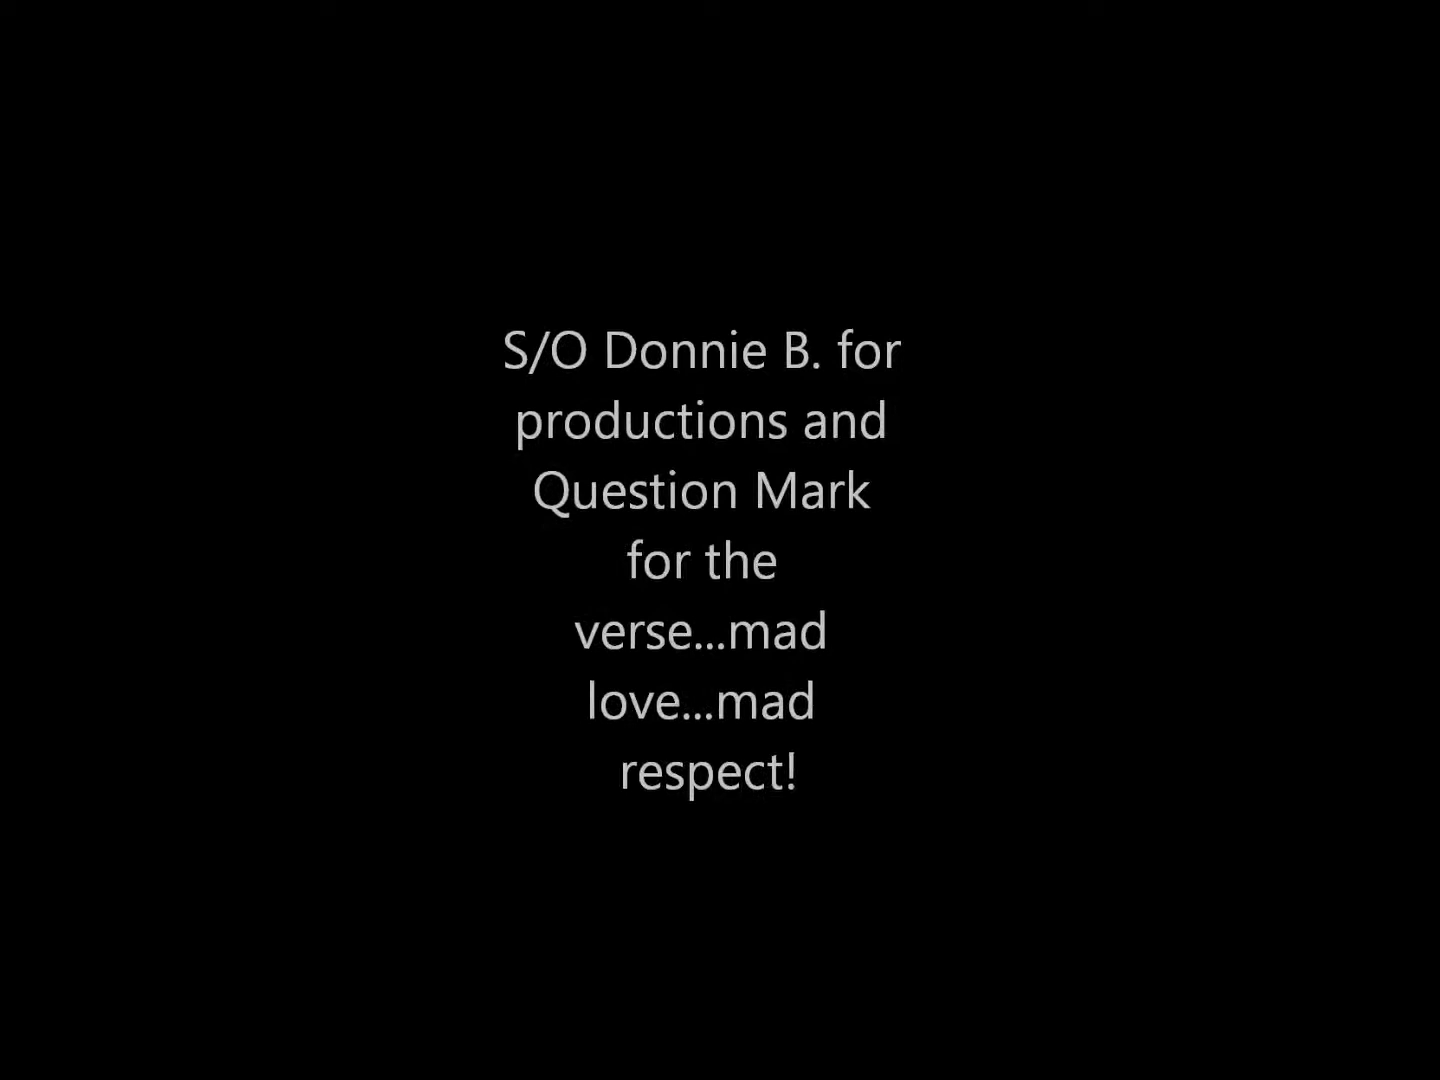 S/O Donnie B. for
productions and
Question Mark
for the
verse...mad
love...mad
respect!